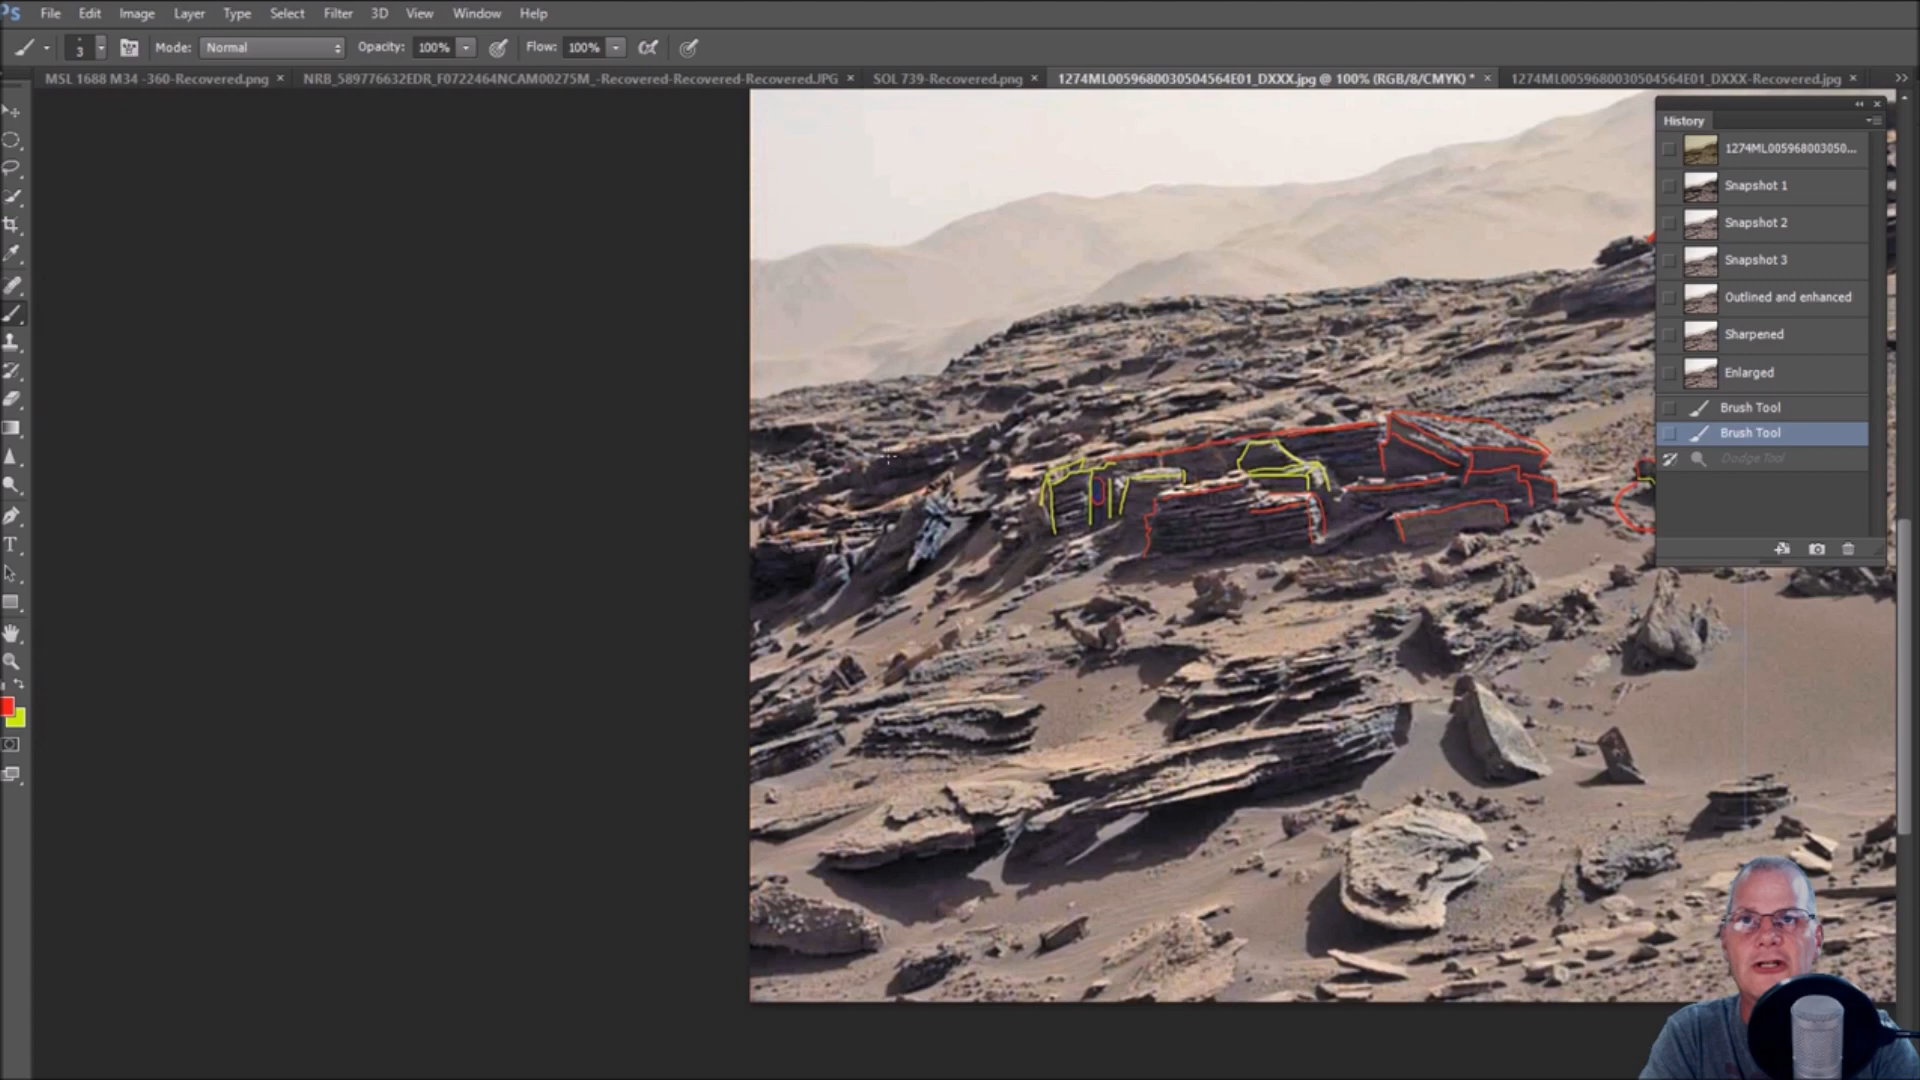 Ps File Edit Image Layer Type Select Filter 3D View Window Help
3 Mode: Normal Opacity: 100% Flow: 100%
MSL 1688 M34 -360-Recovered.png × NRB_589776632EDR_F0722464NCAM00275M_-Recovered-Recovered-Recovered.JPG × SOL 739-Recovered.png × 1274ML0059680030504564E01_DXXX.jpg @ 100% (RGB/8/CMYK) * × 1274ML0059680030504564E01_DXXX-Recovered.jpg ×
History
1274ML005968003050...
Snapshot 1
Snapshot 2
Snapshot 3
Outlined and enhanced
Sharpened
Enlarged
Brush Tool
Brush Tool
Dodge Tool